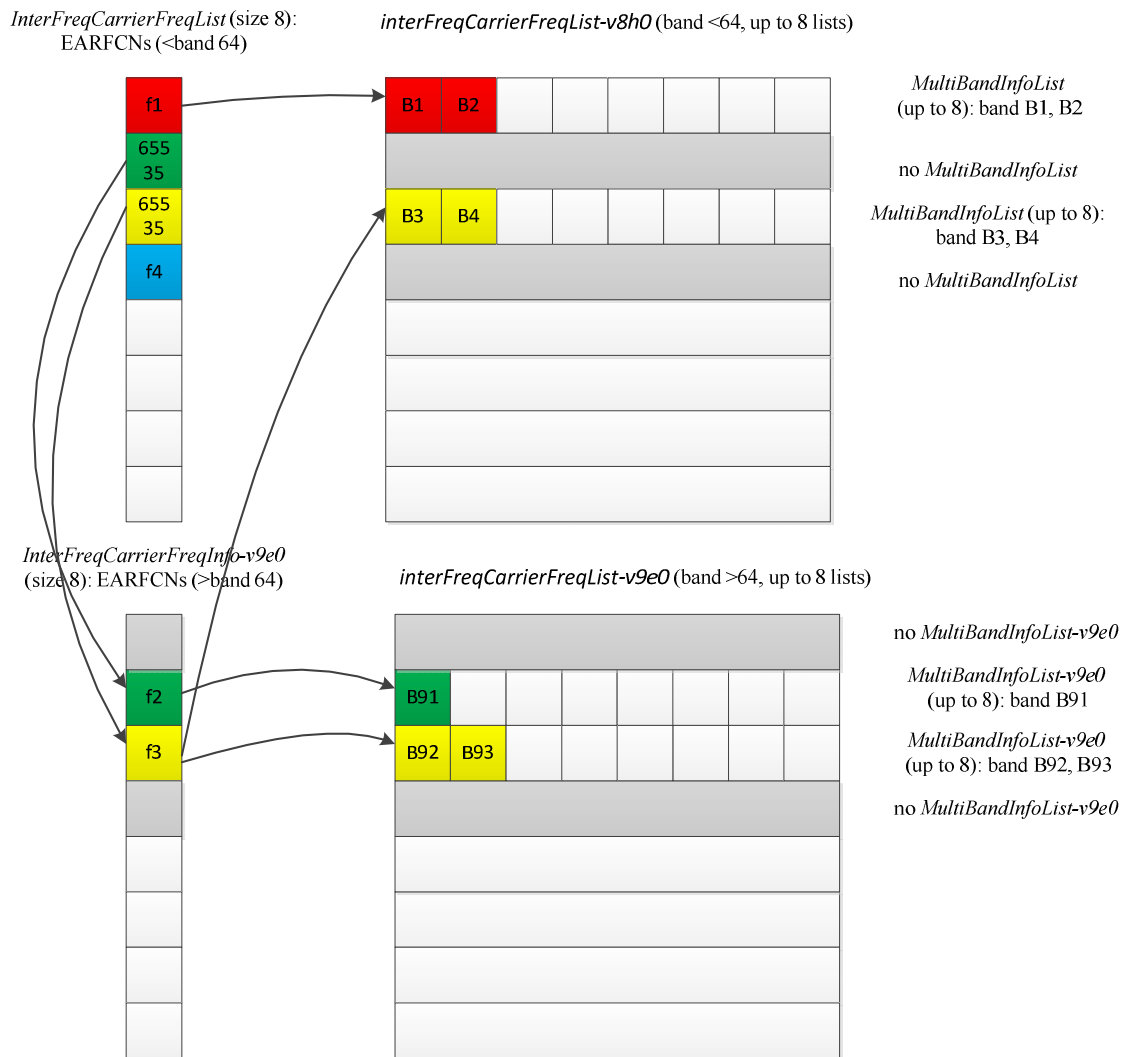 InterFreqCarrierFreqList (size 8):
EARFCNs (<band 64)
interFreqCarrierFreqList-v8h0 (band <64, up to 8 lists)
f1
B1 B2
MultiBandInfoList
(up to 8): band B1, B2
655
35
no MultiBandInfoList
655
35
B3 B4
MultiBandInfoList (up to 8):
band B3, B4
f4
no MultiBandInfoList
InterFreqCarrierFreqInfo-v9e0
(size 8): EARFCNs (>band 64)
interFreqCarrierFreqList-v9e0 (band >64, up to 8 lists)
no MultiBandInfoList-v9e0
f2
B91
MultiBandInfoList-v9e0
(up to 8): band B91
f3
B92 B93
MultiBandInfoList-v9e0
(up to 8): band B92, B93
no MultiBandInfoList-v9e0